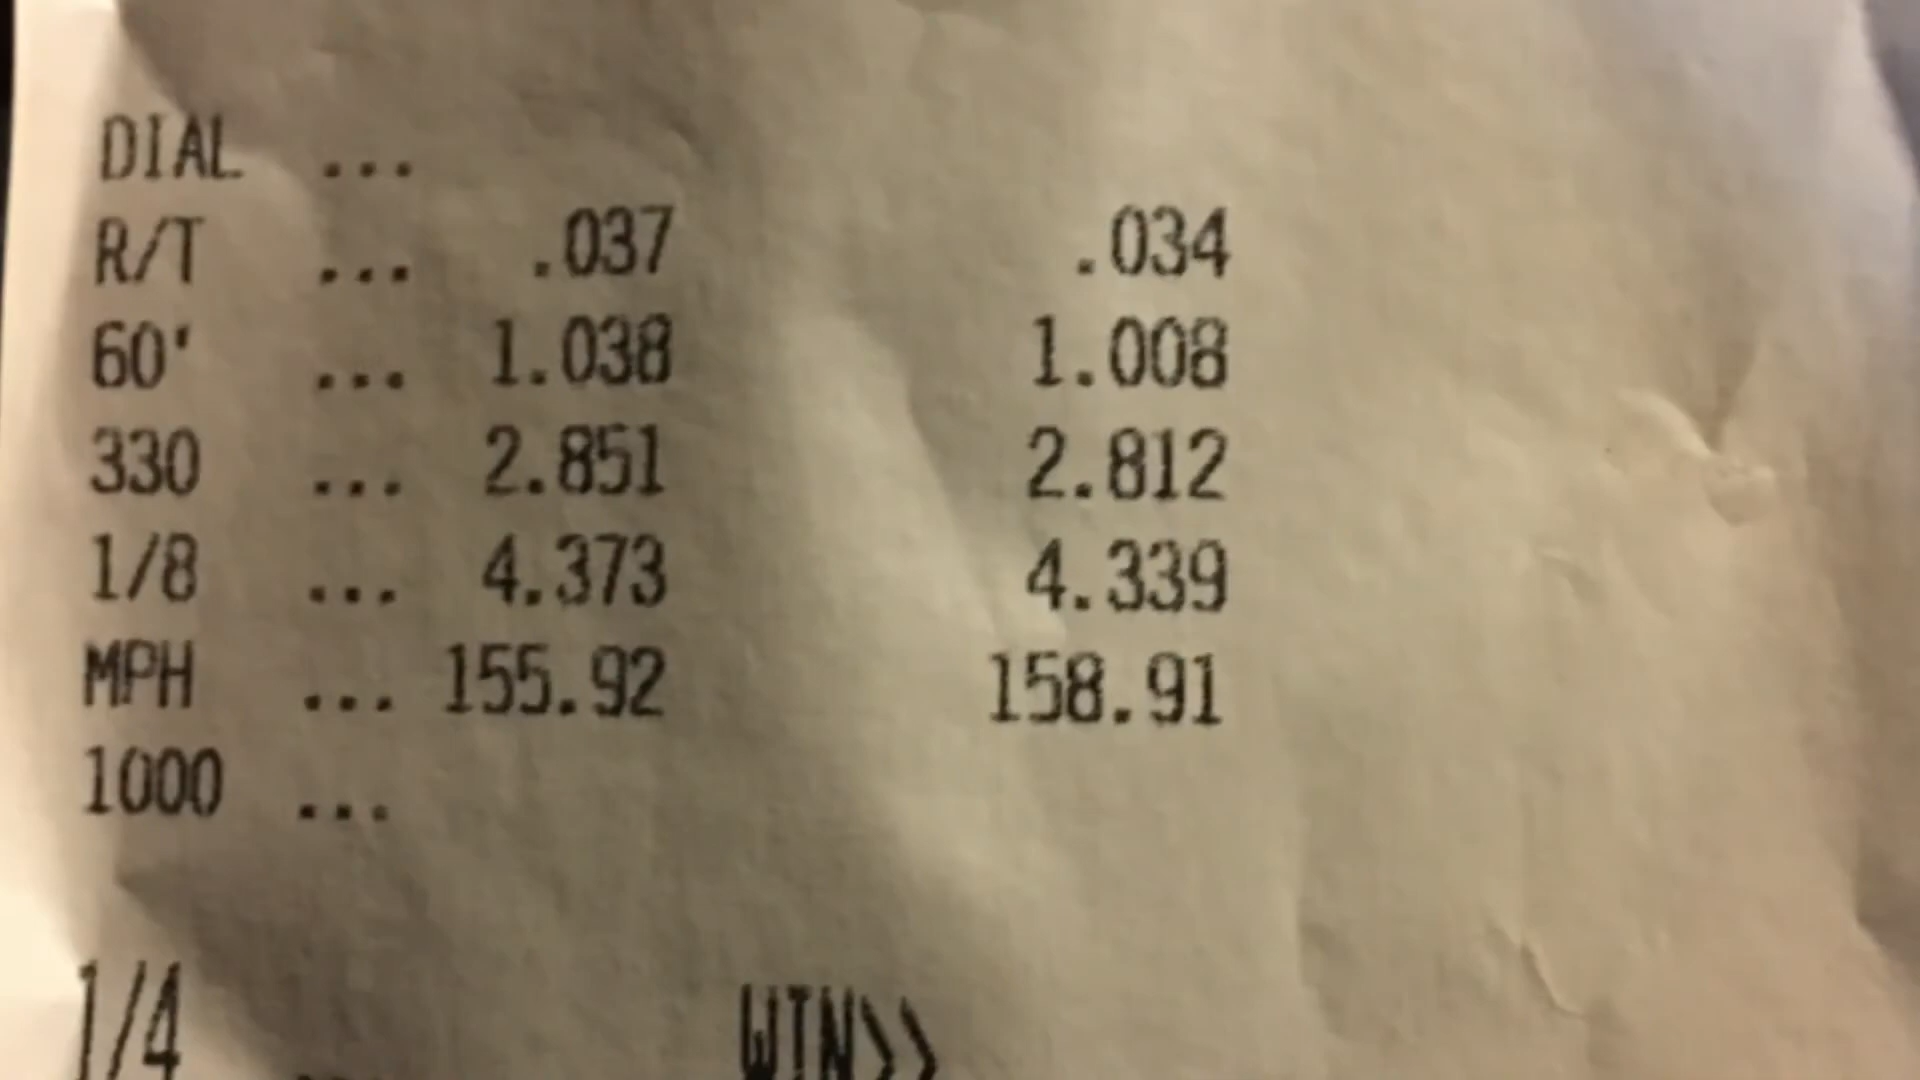 DIAL ...
R/T ... .037 .034
60' ... 1.038 1.008
330 ... 2.851 2.812
1/8 ... 4.373 4.339
MPH ... 155.92 158.91
1000 ...
1/4 ... WIN>>